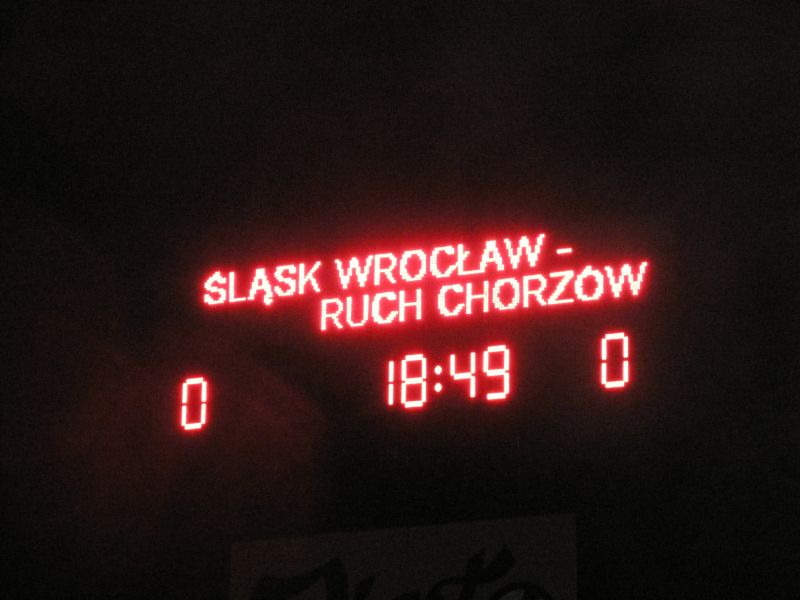 ŚLĄSK WROCŁAW -
RUCH CHORZÓW
0 18:49 0